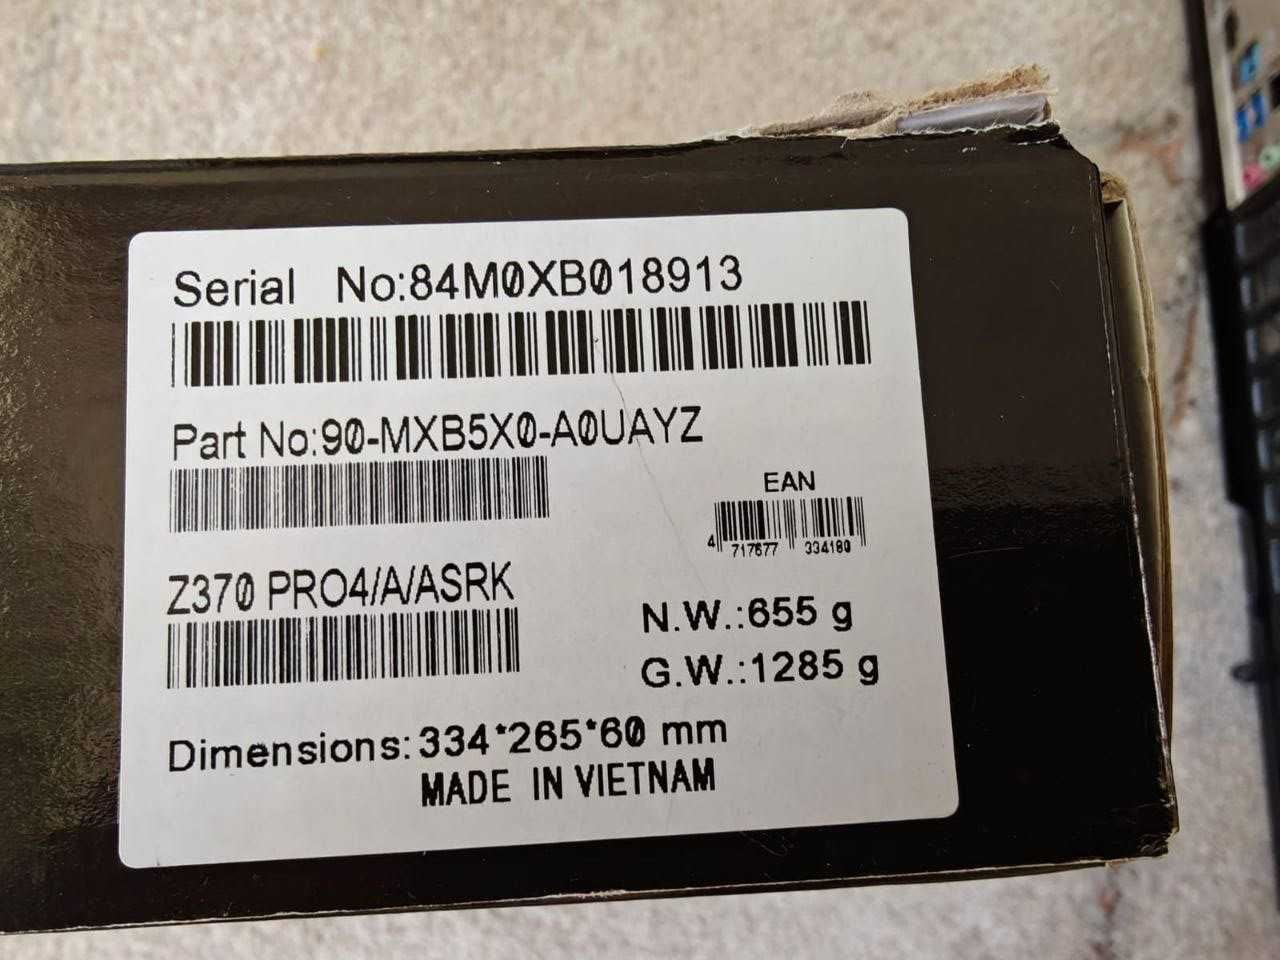 Serial No:84M0XB018913
Part No:90-MXB5X0-A0UAYZ
EAN
4 717677 334180
Z370 PRO4/A/ASRK
N.W.:655 g
G.W.:1285 g
Dimensions:334*265*60 mm
MADE IN VIETNAM